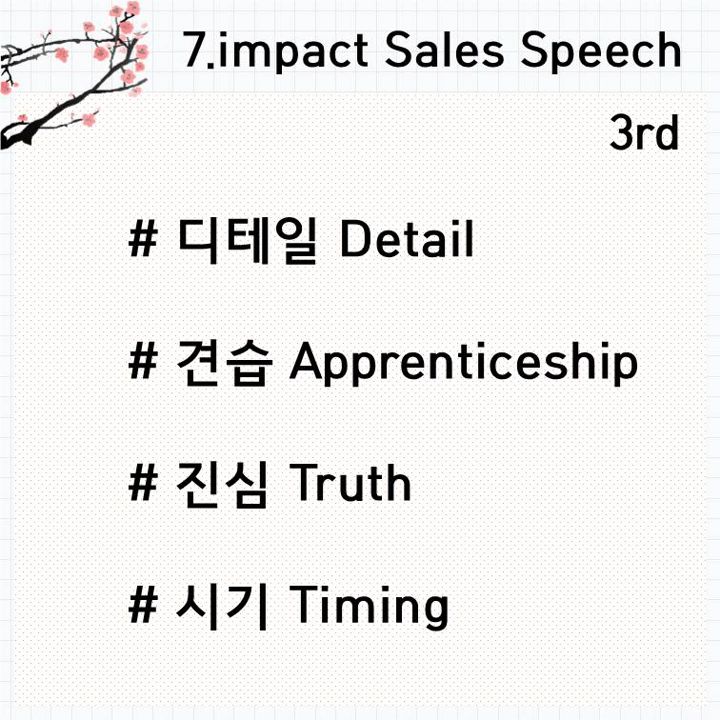 7.impact Sales Speech
3rd
# 디테일 Detail
# 견습 Apprenticeship
# 진심 Truth
# 시기 Timing